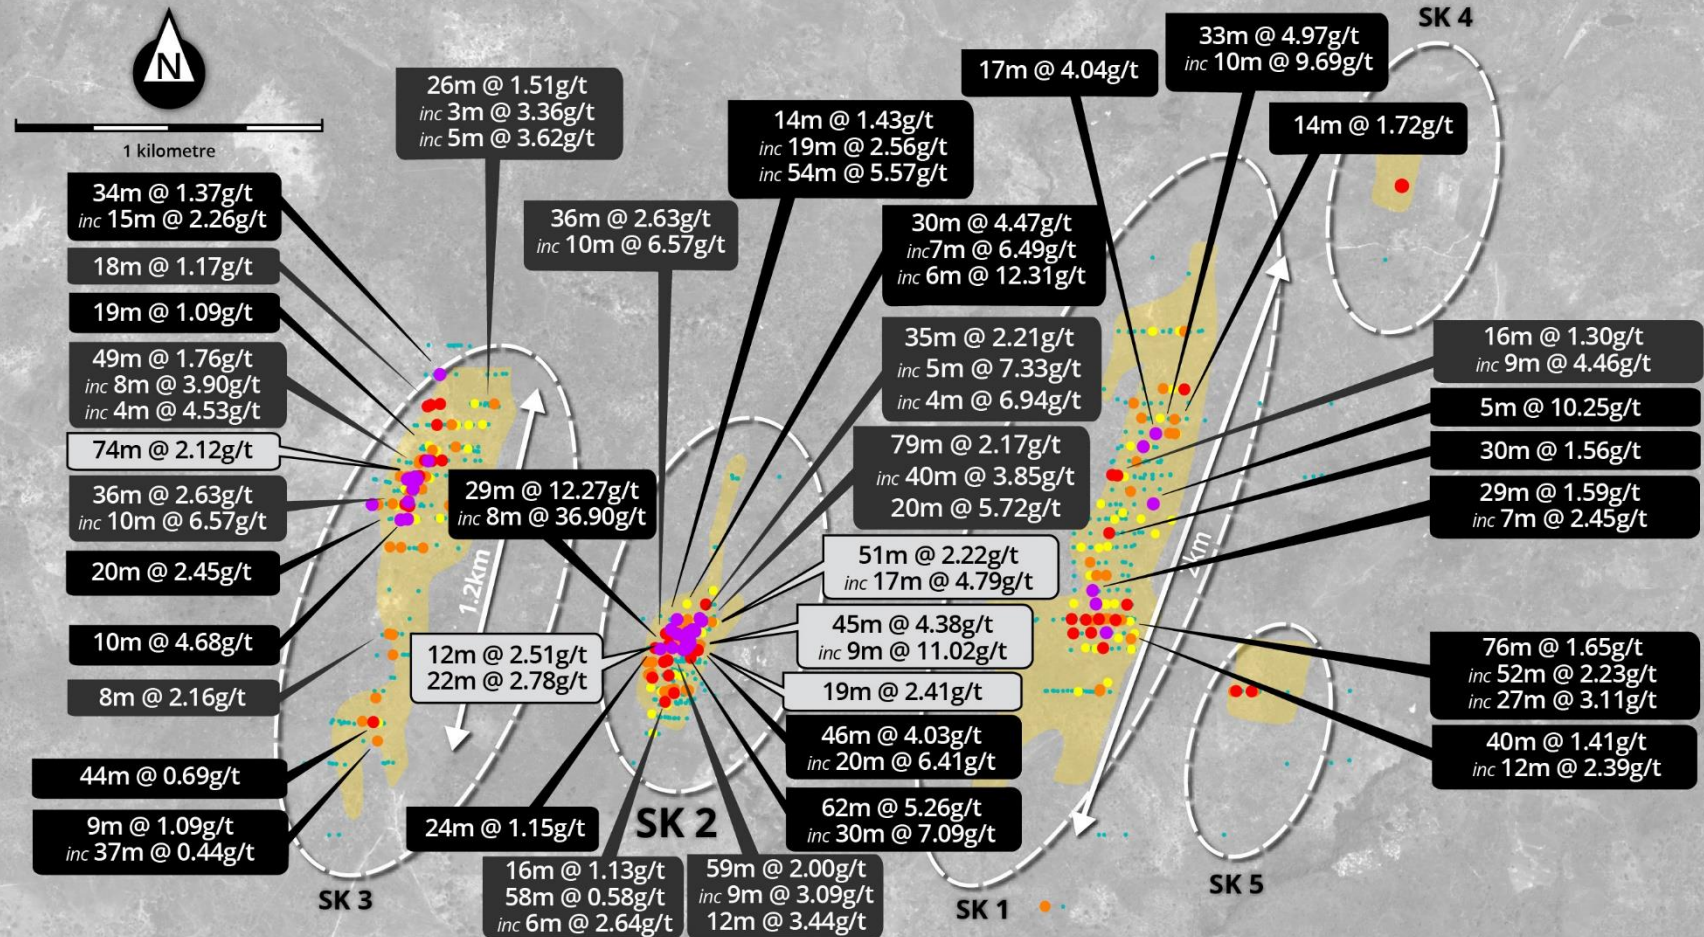 N
1 kilometre
26m @ 1.51g/t
inc 3m @ 3.36g/t
inc 5m @ 3.62g/t
34m @ 1.37g/t
inc 15m @ 2.26g/t
18m @ 1.17g/t
19m @ 1.09g/t
49m @ 1.76g/t
inc 8m @ 3.90g/t
inc 4m @ 4.53g/t
74m @ 2.12g/t
36m @ 2.63g/t
inc 10m @ 6.57g/t
20m @ 2.45g/t
10m @ 4.68g/t
8m @ 2.16g/t
44m @ 0.69g/t
9m @ 1.09g/t
inc 37m @ 0.44g/t
1.2km
SK 3
36m @ 2.63g/t
inc 10m @ 6.57g/t
14m @ 1.43g/t
inc 19m @ 2.56g/t
inc 54m @ 5.57g/t
30m @ 4.47g/t
inc7m @ 6.49g/t
inc 6m @ 12.31g/t
35m @ 2.21g/t
inc 5m @ 7.33g/t
inc 4m @ 6.94g/t
79m @ 2.17g/t
inc 40m @ 3.85g/t
20m @ 5.72g/t
29m @ 12.27g/t
inc 8m @ 36.90g/t
51m @ 2.22g/t
inc 17m @ 4.79g/t
45m @ 4.38g/t
inc 9m @ 11.02g/t
12m @ 2.51g/t
22m @ 2.78g/t
19m @ 2.41g/t
46m @ 4.03g/t
inc 20m @ 6.41g/t
62m @ 5.26g/t
inc 30m @ 7.09g/t
24m @ 1.15g/t
SK 2
16m @ 1.13g/t
58m @ 0.58g/t
inc 6m @ 2.64g/t
59m @ 2.00g/t
inc 9m @ 3.09g/t
12m @ 3.44g/t
SK 4
17m @ 4.04g/t
33m @ 4.97g/t
inc 10m @ 9.69g/t
14m @ 1.72g/t
16m @ 1.30g/t
inc 9m @ 4.46g/t
5m @ 10.25g/t
30m @ 1.56g/t
29m @ 1.59g/t
inc 7m @ 2.45g/t
2km
76m @ 1.65g/t
inc 52m @ 2.23g/t
inc 27m @ 3.11g/t
40m @ 1.41g/t
inc 12m @ 2.39g/t
SK 5
SK 1